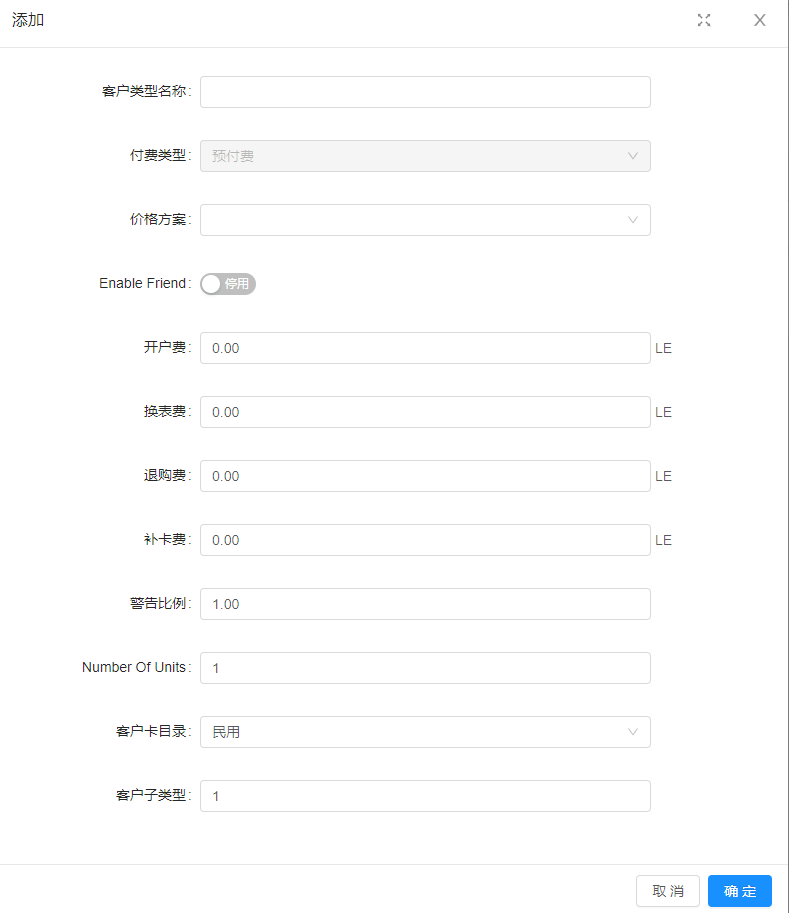 添加
客户类型名称:
付费类型: 预付费
价格方案:
Enable Friend: 停用
开户费: 0.00 LE
换表费: 0.00 LE
退购费: 0.00 LE
补卡费: 0.00 LE
警告比例: 1.00
Number Of Units: 1
客户卡目录: 民用
客户子类型: 1
取 消 确 定